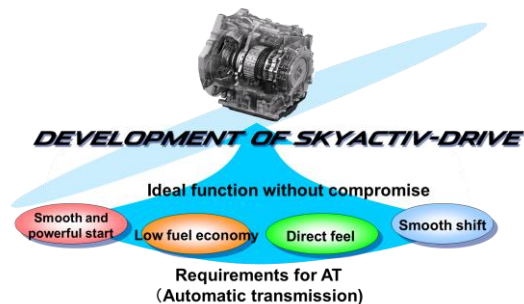 DEVELOPMENT OF SKYACTIV-DRIVE
Ideal function without compromise
Smooth and
powerful start
Low fuel economy
Direct feel
Smooth shift
Requirements for AT
（Automatic transmission)